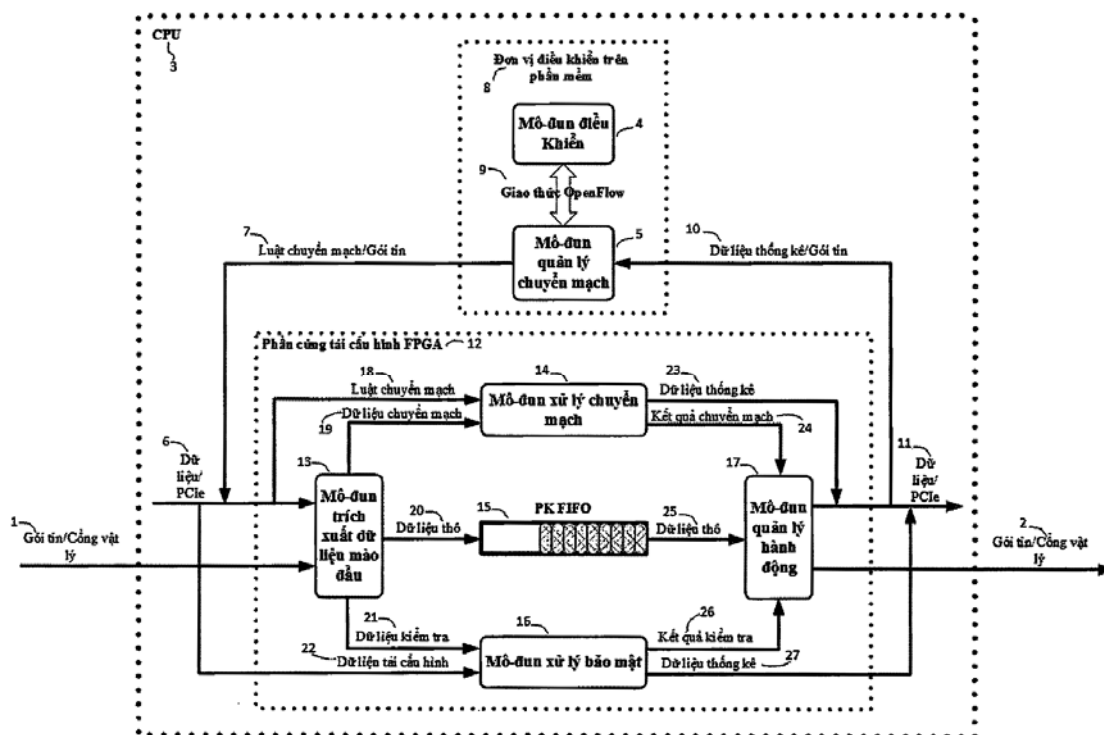 CPU
3
Đơn vị điều khiển trên
phần mềm
8
Mô-đun điều
Khiển
4
9
Giao thức OpenFlow
7
Luật chuyển mạch/Gói tin
Mô-đun
quản lý
chuyển mạch
5
10
Dữ liệu thống kê/Gói tin
Phần cứng tái cấu hình FPGA
12
18
Luật chuyển mạch
14
Mô-đun xử lý chuyển
mạch
23
Dữ liệu thống kê
Dữ liệu chuyển mạch
19
Kết quả chuyển mạch
24
6
Dữ
liệu/
PCIe
13
Mô-đun
trích
xuất dữ
liệu mào
đầu
17
Mô-đun
quản lý
hành
động
11
Dữ
liệu/
PCIe
1
Gói tin/Cổng vật
lý
20
Dữ liệu thô
15
PK FIFO
25
Dữ liệu thô
2
Gói tin/Cổng vật
lý
21
Dữ liệu kiểm tra
22
Dữ liệu tái cấu hình
16
Mô-đun xử lý bảo mật
26
Kết quả kiểm tra
Dữ liệu thống kê
27